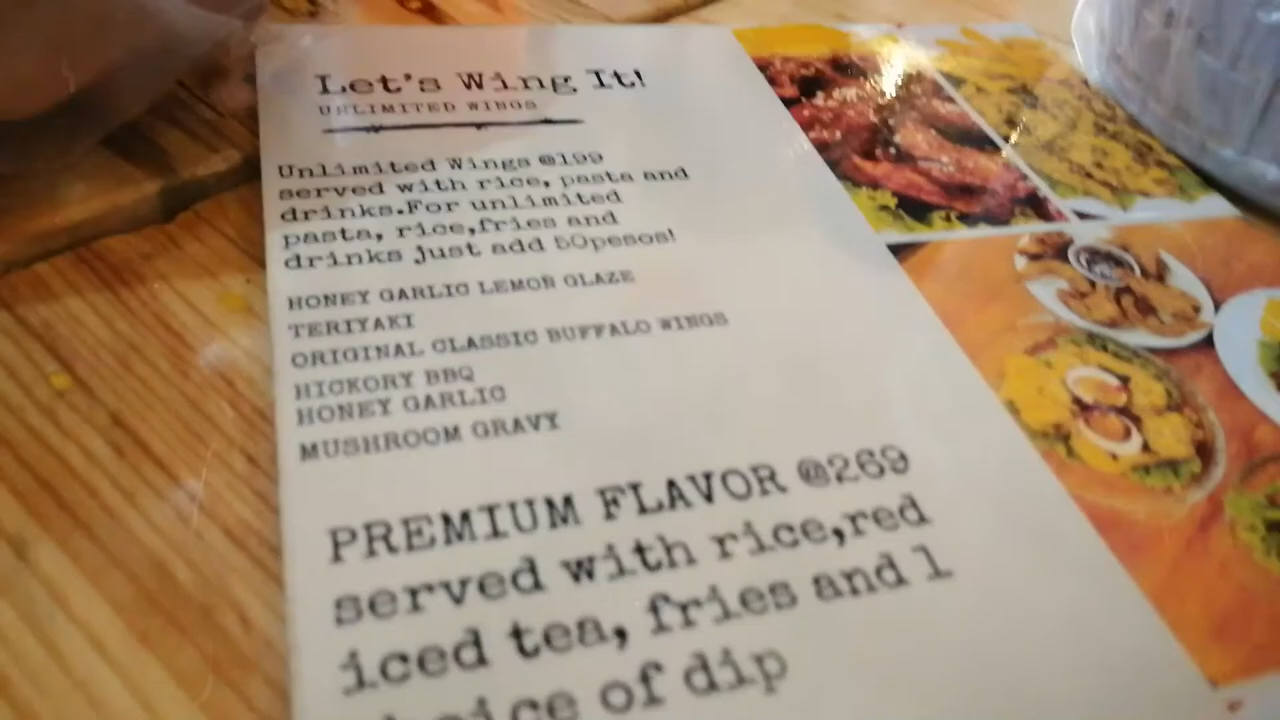 Let's Wing It!
UNLIMITED WINGS
Unlimited Wings @199
served with rice, pasta and
drinks.For unlimited
pasta, rice,fries and
drinks just add 50pesos!
HONEY GARLIC LEMON GLAZE
TERIYAKI
ORIGINAL CLASSIC BUFFALO WINGS
HICKORY BBQ
HONEY GARLIC
MUSHROOM GRAVY
PREMIUM FLAVOR @269
served with rice,red
iced tea, fries and 1
choice of dip